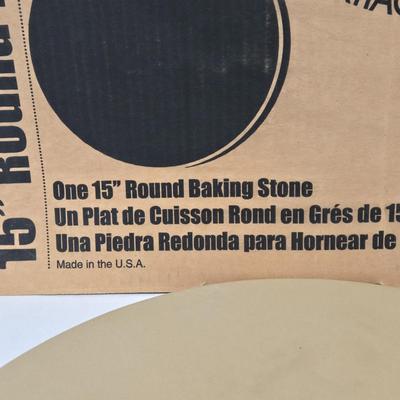 15" Round
One 15” Round Baking Stone
Un Plat de Cuisson Rond en Grés de 15
Una Piedra Redonda para Hornear de
Made in the U.S.A.